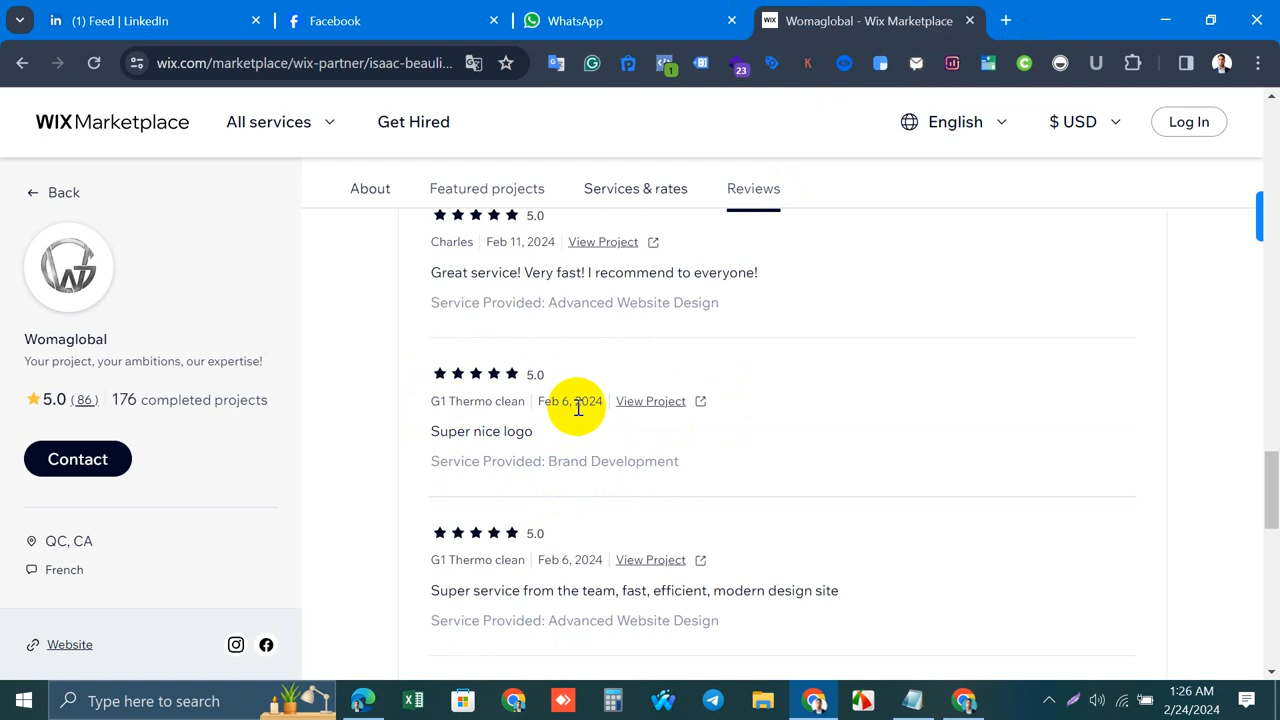 (1) Feed | LinkedIn
Facebook
WhatsApp
WIX Womaglobal - Wix Marketplace
wix.com/marketplace/wix-partner/isaac-beauli...
1
23
K
C
U
WIX Marketplace
All services
Get Hired
English
$ USD
Log In
Back
About
Featured projects
Services & rates
Reviews
Womaglobal
Your project, your ambitions, our expertise!
5.0 ( 86 ) 176 completed projects
Contact
QC, CA
French
Website
5.0
Charles | Feb 11, 2024 | View Project
Great service! Very fast! I recommend to everyone!
Service Provided: Advanced Website Design
5.0
G1 Thermo clean | Feb 6, 2024 | View Project
Super nice logo
Service Provided: Brand Development
5.0
G1 Thermo clean | Feb 6, 2024 | View Project
Super service from the team, fast, efficient, modern design site
Service Provided: Advanced Website Design
Type here to search
1:26 AM
2/24/2024